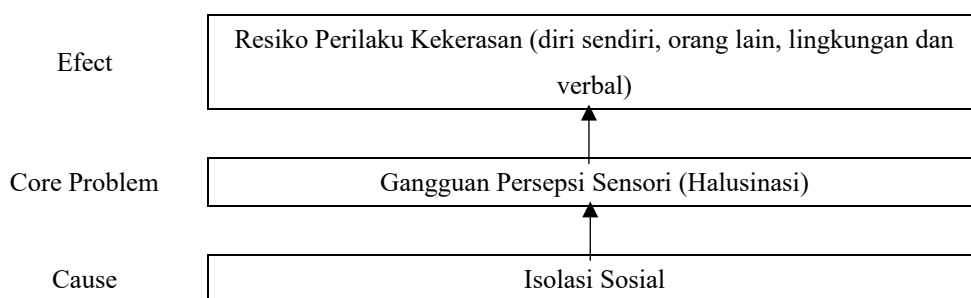 Efect
Resiko Perilaku Kekerasan (diri sendiri, orang lain, lingkungan dan
verbal)
Core Problem
Gangguan Persepsi Sensori (Halusinasi)
Cause
Isolasi Sosial